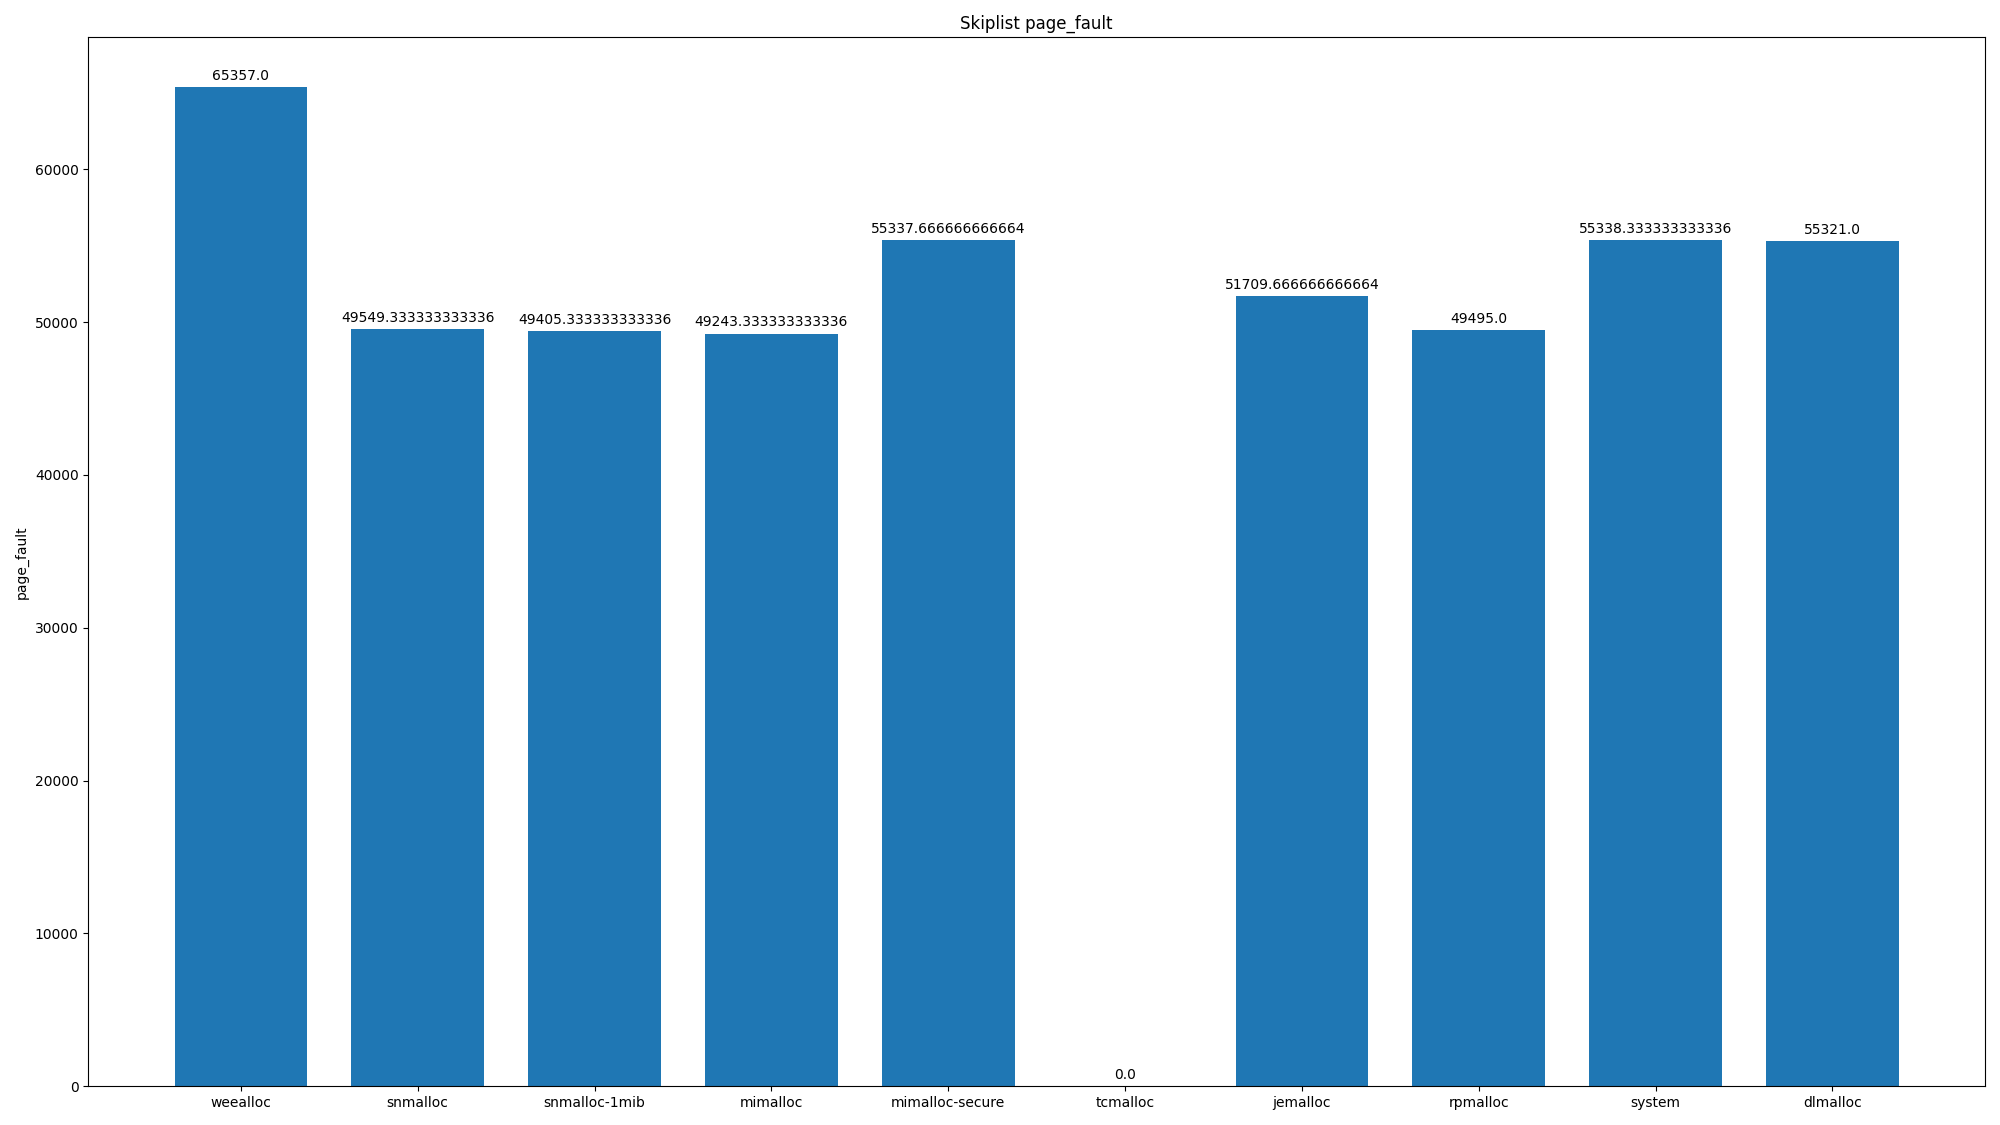 Skiplist page_fault
65357.0
49549.333333333336
49405.333333333336
49243.333333333336
55337.666666666664
0.0
51709.666666666664
49495.0
55338.333333333336
55321.0
page_fault
60000
50000
40000
30000
20000
10000
0
weealloc
snmalloc
snmalloc-1mib
mimalloc
mimalloc-secure
tcmalloc
jemalloc
rpmalloc
system
dlmalloc